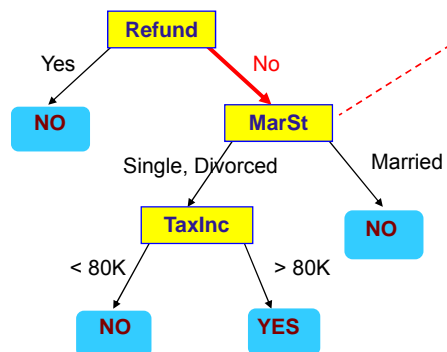 Refund
Yes
No
NO
MarSt
Single, Divorced
Married
TaxInc
NO
< 80K
> 80K
NO
YES